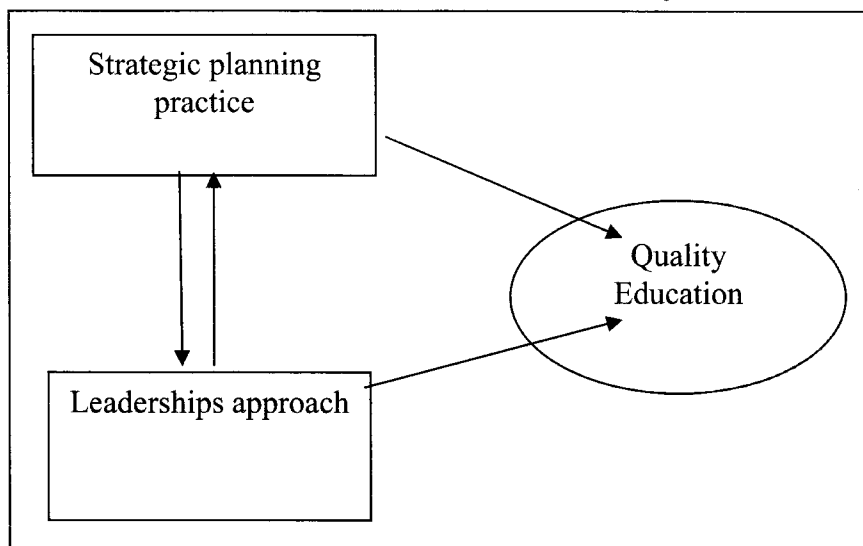 Strategic planning
practice
Quality
Education
Leaderships approach